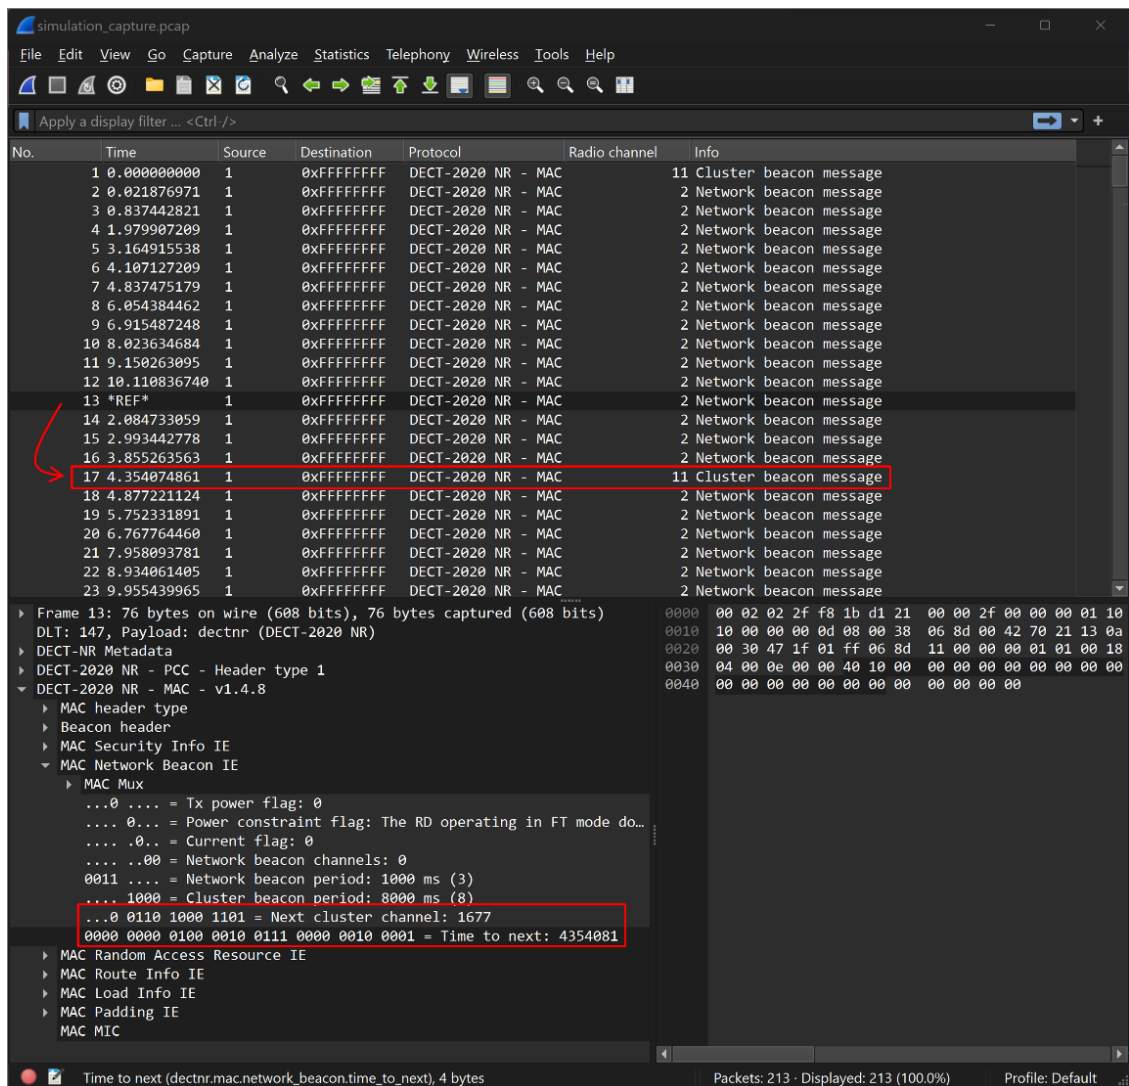 simulation_capture.pcap
File Edit View Go Capture Analyze Statistics Telephony Wireless Tools Help
Apply a display filter ... <Ctrl-/>
No. Time Source Destination Protocol Radio channel Info
1 0.000000000 1 0xFFFFFFFF DECT-2020 NR - MAC 11 Cluster beacon message
2 0.021876971 1 0xFFFFFFFF DECT-2020 NR - MAC 2 Network beacon message
3 0.837442821 1 0xFFFFFFFF DECT-2020 NR - MAC 2 Network beacon message
4 1.979907209 1 0xFFFFFFFF DECT-2020 NR - MAC 2 Network beacon message
5 3.164915538 1 0xFFFFFFFF DECT-2020 NR - MAC 2 Network beacon message
6 4.107127209 1 0xFFFFFFFF DECT-2020 NR - MAC 2 Network beacon message
7 4.837475179 1 0xFFFFFFFF DECT-2020 NR - MAC 2 Network beacon message
8 6.054384462 1 0xFFFFFFFF DECT-2020 NR - MAC 2 Network beacon message
9 6.915487248 1 0xFFFFFFFF DECT-2020 NR - MAC 2 Network beacon message
10 8.023634684 1 0xFFFFFFFF DECT-2020 NR - MAC 2 Network beacon message
11 9.150263095 1 0xFFFFFFFF DECT-2020 NR - MAC 2 Network beacon message
12 10.110836740 1 0xFFFFFFFF DECT-2020 NR - MAC 2 Network beacon message
13 *REF* 1 0xFFFFFFFF DECT-2020 NR - MAC 2 Network beacon message
14 2.084733059 1 0xFFFFFFFF DECT-2020 NR - MAC 2 Network beacon message
15 2.993442778 1 0xFFFFFFFF DECT-2020 NR - MAC 2 Network beacon message
16 3.855263563 1 0xFFFFFFFF DECT-2020 NR - MAC 2 Network beacon message
17 4.354074861 1 0xFFFFFFFF DECT-2020 NR - MAC 11 Cluster beacon message
18 4.877221124 1 0xFFFFFFFF DECT-2020 NR - MAC 2 Network beacon message
19 5.752331891 1 0xFFFFFFFF DECT-2020 NR - MAC 2 Network beacon message
20 6.767764460 1 0xFFFFFFFF DECT-2020 NR - MAC 2 Network beacon message
21 7.958093781 1 0xFFFFFFFF DECT-2020 NR - MAC 2 Network beacon message
22 8.934061405 1 0xFFFFFFFF DECT-2020 NR - MAC 2 Network beacon message
23 9.955439965 1 0xFFFFFFFF DECT-2020 NR - MAC 2 Network beacon message
Frame 13: 76 bytes on wire (608 bits), 76 bytes captured (608 bits)
DLT: 147, Payload: dectnr (DECT-2020 NR)
DECT-NR Metadata
DECT-2020 NR - PCC - Header type 1
DECT-2020 NR - MAC - v1.4.8
MAC header type
Beacon header
MAC Security Info IE
MAC Network Beacon IE
MAC Mux
...0 .... = Tx power flag: 0
.... 0... = Power constraint flag: The RD operating in FT mode do…
.... .0.. = Current flag: 0
.... ..00 = Network beacon channels: 0
0011 .... = Network beacon period: 1000 ms (3)
.... 1000 = Cluster beacon period: 8000 ms (8)
...0 0110 1000 1101 = Next cluster channel: 1677
0000 0000 0100 0010 0111 0000 0010 0001 = Time to next: 4354081
MAC Random Access Resource IE
MAC Route Info IE
MAC Load Info IE
MAC Padding IE
MAC MIC
0000 00 02 02 2f f8 1b d1 21 00 00 2f 00 00 00 01 10
0010 10 00 00 00 0d 08 00 38 06 8d 00 42 70 21 13 0a
0020 00 30 47 1f 01 ff 06 8d 11 00 00 00 01 01 00 18
0030 04 00 0e 00 00 40 10 00 00 00 00 00 00 00 00 00
0040 00 00 00 00 00 00 00 00 00 00 00 00
Time to next (dectnr.mac.network_beacon.time_to_next), 4 bytes
Packets: 213 · Displayed: 213 (100.0%)
Profile: Default